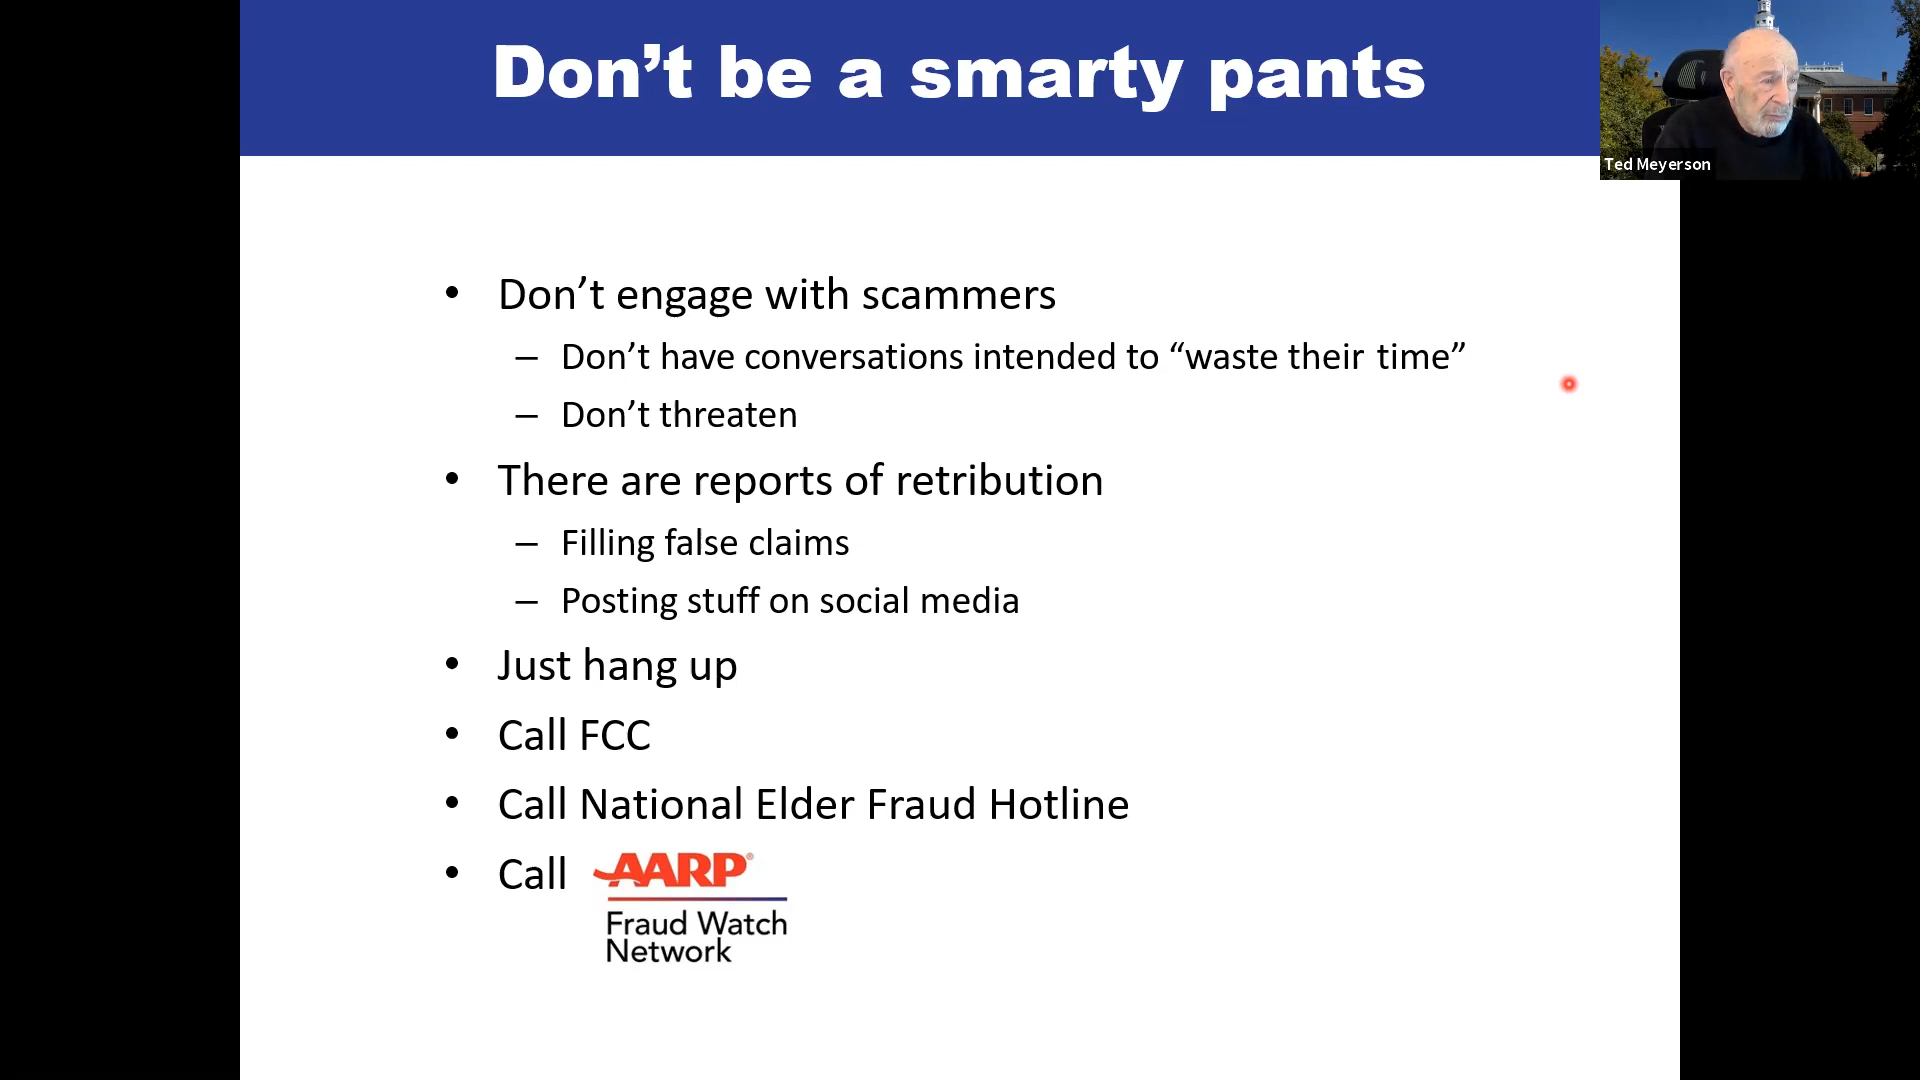 Don’t be a smarty pants
Ted Meyerson
• Don’t engage with scammers
– Don’t have conversations intended to “waste their time”
– Don’t threaten
• There are reports of retribution
– Filling false claims
– Posting stuff on social media
• Just hang up
• Call FCC
• Call National Elder Fraud Hotline
• Call AARP®
Fraud Watch
Network